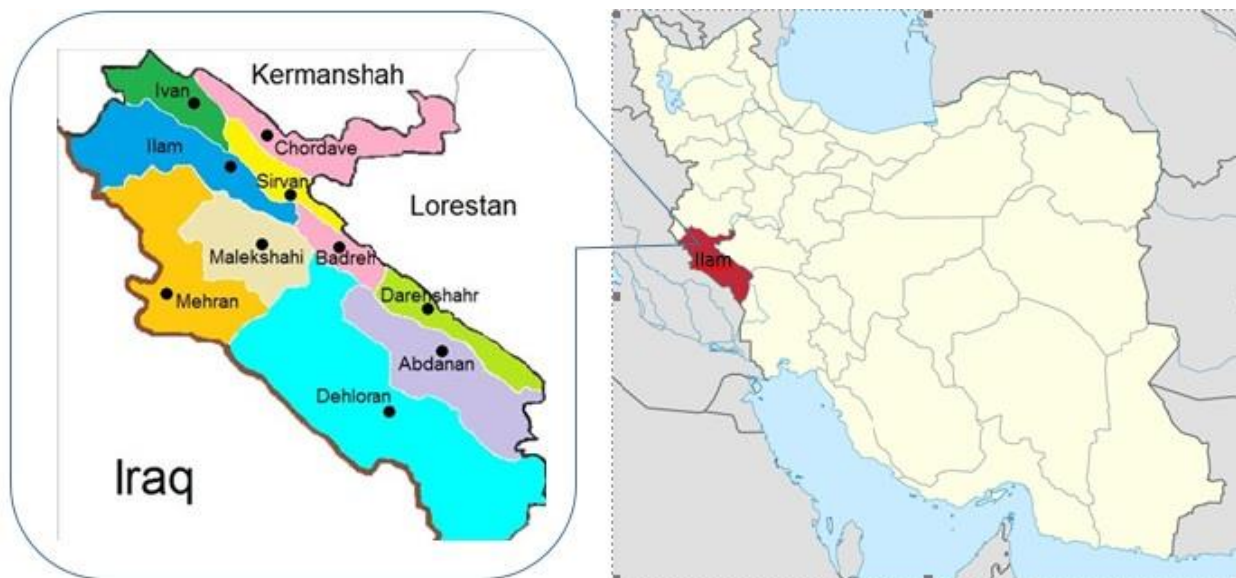 Kermanshah
Ivan
Chordave
Ilam
Sirvan
Lorestan
Malekshahi
Badreh
Mehran
Darehshahr
Abdanan
Dehloran
Iraq
Ilam